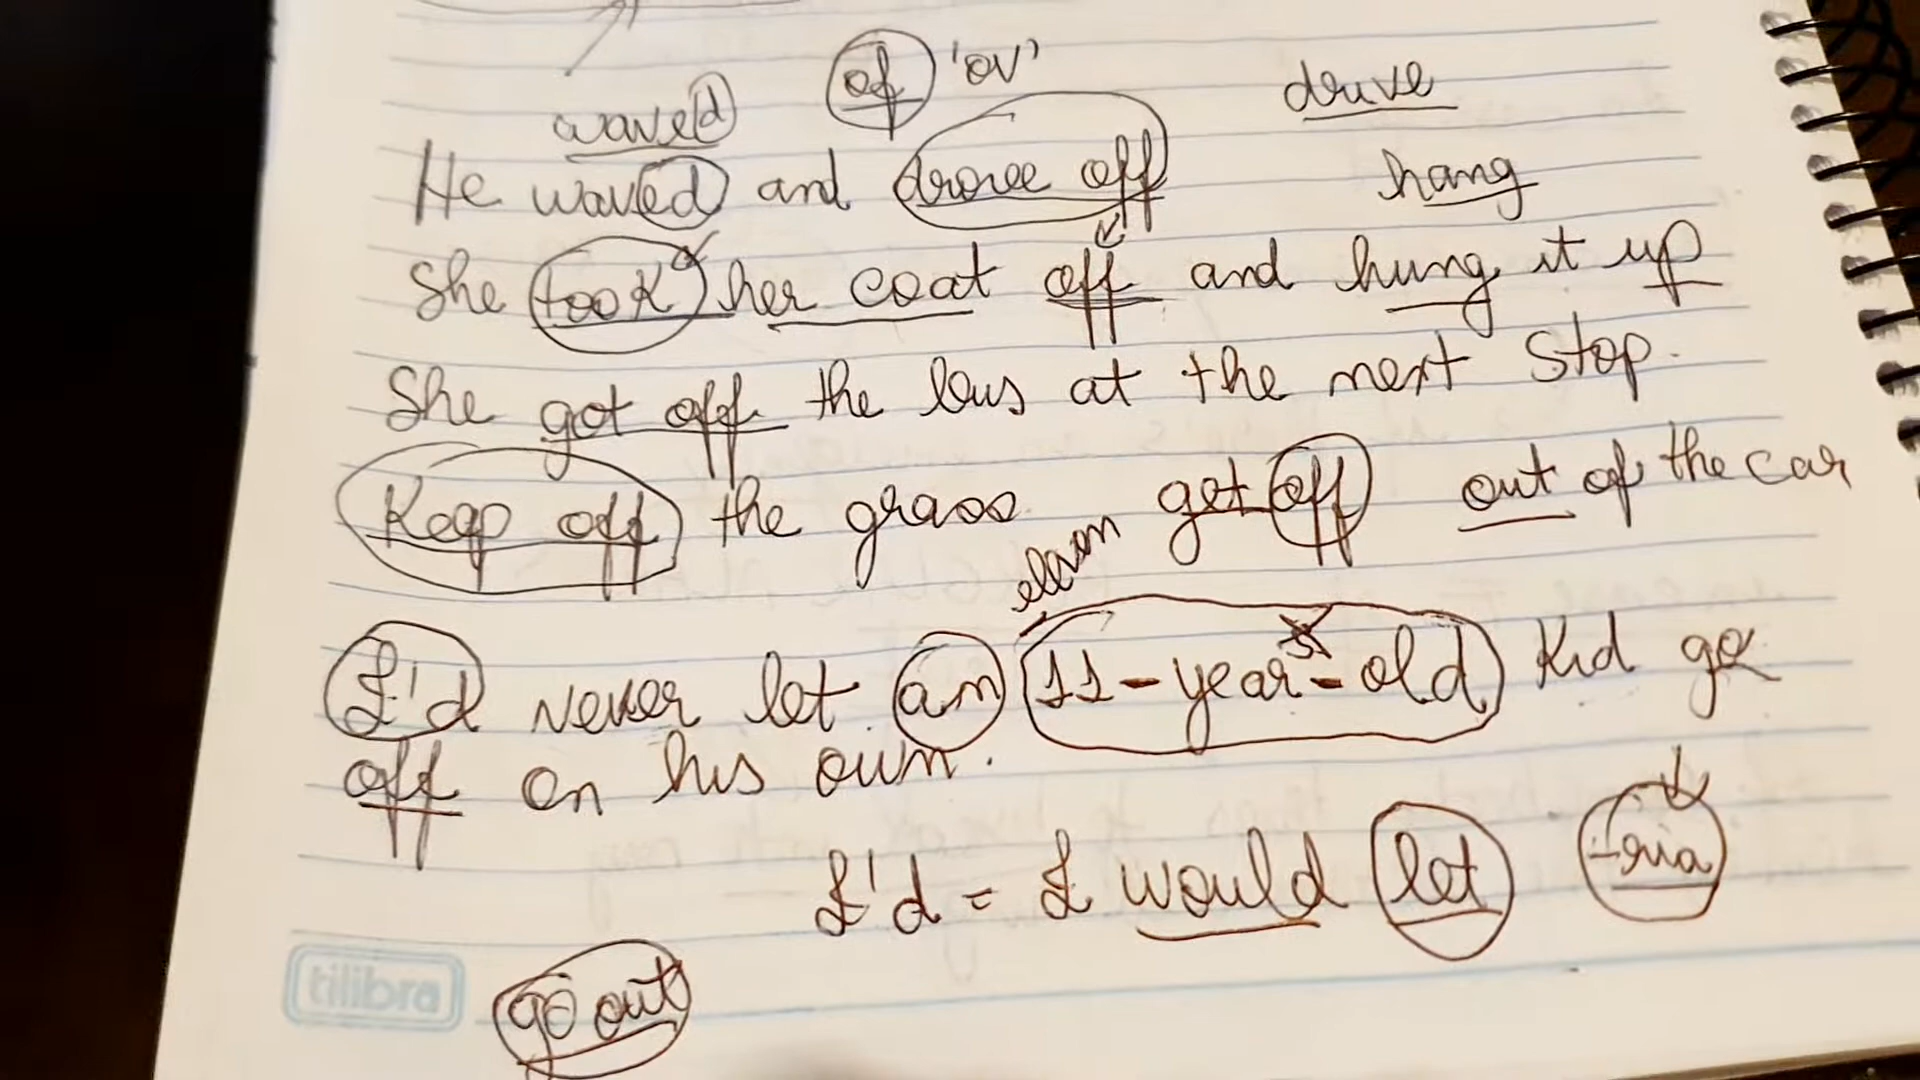 of 'ov' drive
waved
He waved and drove off hang
She took her coat off and hung it up
She got off the bus at the next stop.
Keep off the grass get off out of the car
eleven
I'd never let an 11-years-old kid go
off on his own.
I'd = I would let -ria
go out
tilibra